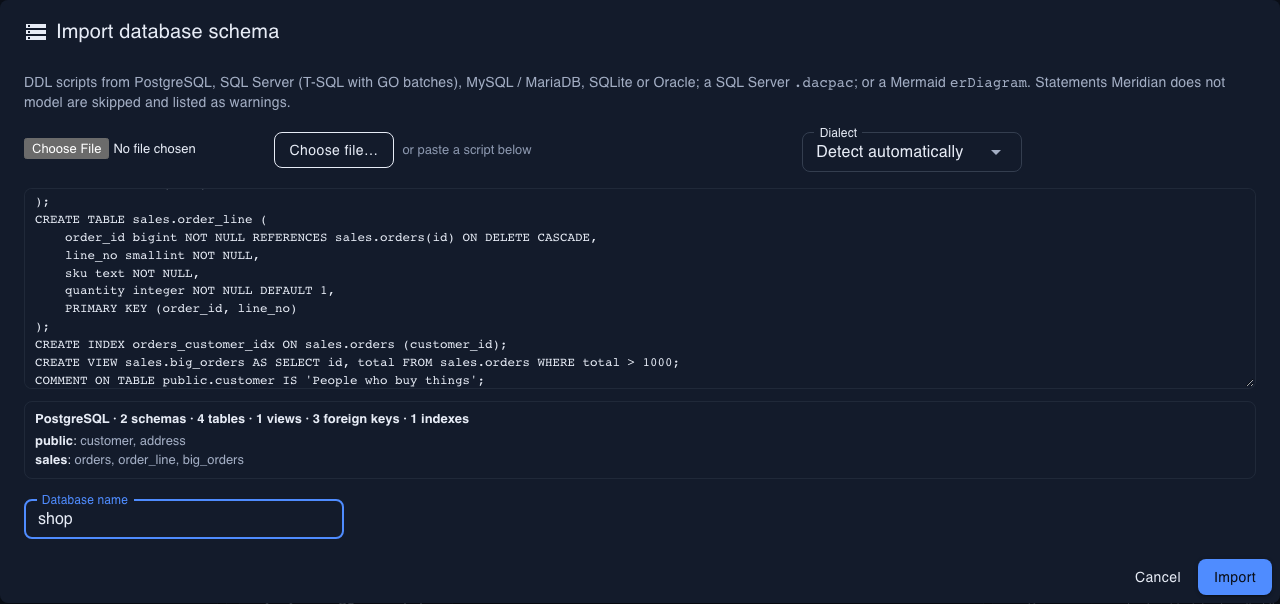 Import database schema
DDL scripts from PostgreSQL, SQL Server (T-SQL with GO batches), MySQL / MariaDB, SQLite or Oracle; a SQL Server .dacpac; or a Mermaid erDiagram. Statements Meridian does not
model are skipped and listed as warnings.
Choose File No file chosen
Choose file...
or paste a script below
Dialect
Detect automatically
);
CREATE TABLE sales.order_line (
    order_id bigint NOT NULL REFERENCES sales.orders(id) ON DELETE CASCADE,
    line_no smallint NOT NULL,
    sku text NOT NULL,
    quantity integer NOT NULL DEFAULT 1,
    PRIMARY KEY (order_id, line_no)
);
CREATE INDEX orders_customer_idx ON sales.orders (customer_id);
CREATE VIEW sales.big_orders AS SELECT id, total FROM sales.orders WHERE total > 1000;
COMMENT ON TABLE public.customer IS 'People who buy things';
PostgreSQL · 2 schemas · 4 tables · 1 views · 3 foreign keys · 1 indexes
public: customer, address
sales: orders, order_line, big_orders
Database name
shop
Cancel
Import